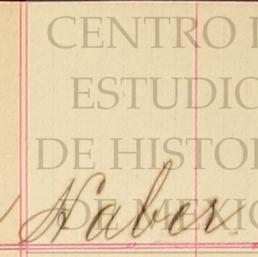 CENTRO
ESTUDIO
DE HISTO
DE MEXIC
Haber.